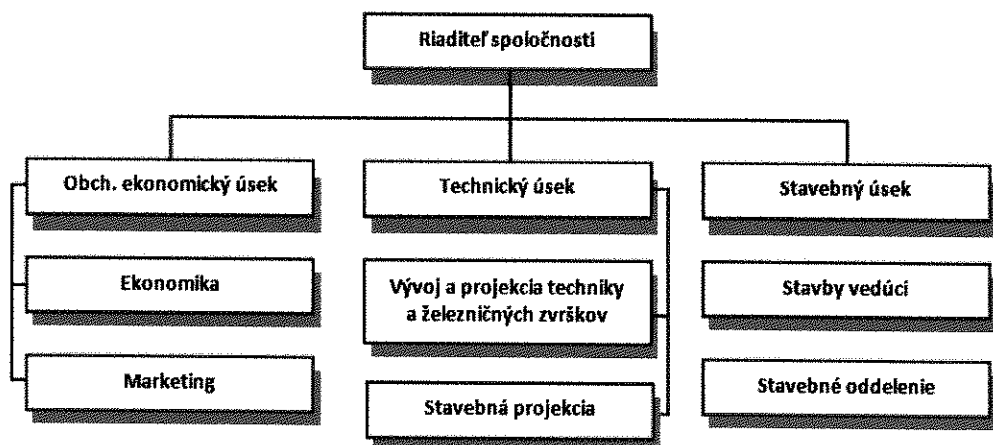 Riaditeľ spoločnosti
Obch. ekonomický úsek
Technický úsek
Stavebný úsek
Ekonomika
Vývoj a projekcia techniky
a železničných zvrškov
Stavby vedúci
Marketing
Stavebná projekcia
Stavebné oddelenie